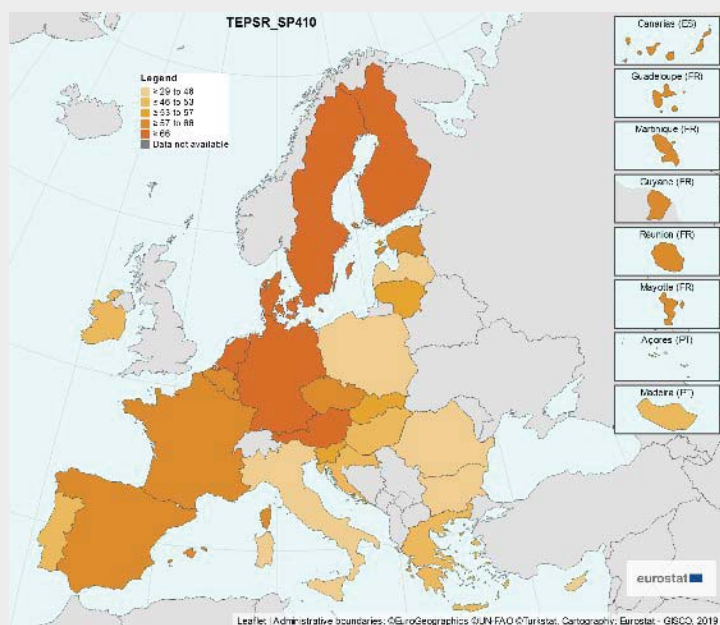 TEPSR_SP410
Legend
≥ 29 to 46
≥ 46 to 53
≥ 53 to 57
≥ 57 to 66
≥ 66
Data not available
Canarias (ES)
Guadeloupe (FR)
Martinique (FR)
Guyane (FR)
Réunion (FR)
Mayotte (FR)
Açores (PT)
Madeira (PT)
eurostat
Leaflet | Administrative boundaries: ©EuroGeographics ©UN-FAO ©Turkstat, Cartography: Eurostat - GISCO, 2019